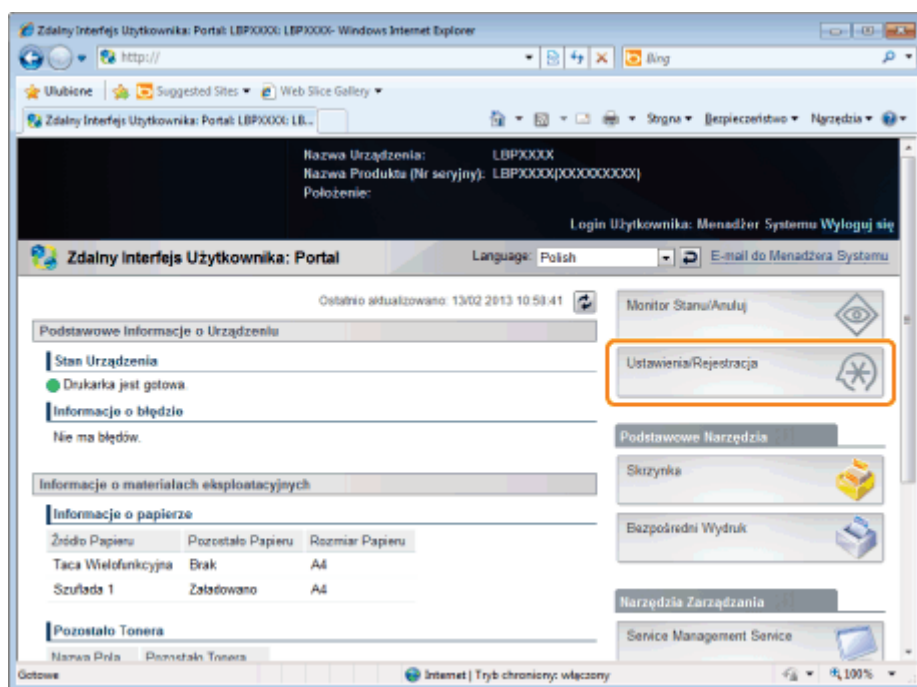 Zdalny Interfejs Użytkownika: Portal: LBPXXXX: LBPXXXX- Windows Internet Explorer
http://
Bing
Ulubione Suggested Sites Web Slice Gallery
Zdalny Interfejs Użytkownika: Portal: LBPXXXX: LB...
Strona Bezpieczeństwo Narzędzia
Nazwa Urządzenia: LBPXXXX
Nazwa Produktu (Nr seryjny): LBPXXXX(XXXXXXXXX)
Położenie:
Login Użytkownika: Menadżer Systemu Wyloguj się
Zdalny Interfejs Użytkownika: Portal
Language: Polish
E-mail do Menadżera Systemu
Ostatnio aktualizowano: 13/02 2013 10:58:41
Monitor Stanu/Anuluj
Podstawowe Informacje o Urządzeniu
Stan Urządzenia
Ustawienia/Rejestracja
Drukarka jest gotowa.
Informacje o błędzie
Nie ma błędów.
Podstawowe Narzędzia
Skrzynka
Informacje o materiałach eksploatacyjnych
Informacje o papierze
Bezpośredni Wydruk
Źródło Papieru Pozostało Papieru Rozmiar Papieru
Taca Wielofunkcyjna Brak A4
Szuflada 1 Załadowano A4
Narzędzia Zarządzania
Pozostało Tonera
Service Management Service
Nazwa Pola Pozostało Tonera
Gotowe
Internet | Tryb chroniony: włączony
100%